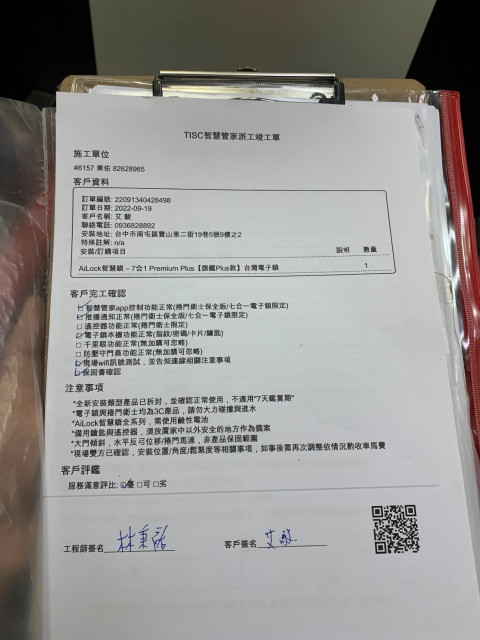 TISC智慧管家派工竣工單
施工單位
#6157 秉佑 82628965
客戶資料
訂單編號: 22091340426498
訂單日期: 2022-09-19
客戶名稱: 艾 駿
聯絡電話: 0936828892
安裝地址: 台中市南屯區寶山東二街19巷5號9樓之2
特殊註解: n/a
安裝/訂購項目 說明 數量
AiLock智慧鎖 – 7合1 Premium Plus【旗艦Plus款】台灣電子鎖 1
客戶完工確認
智慧管家app控制功能正常(捲門衛士保全版/七合一電子鎖限定)
推播通知正常(捲門衛士保全版/七合一電子鎖限定)
遙控器功能正常(捲門衛士限定)
電子鎖本機功能正常(指紋/密碼/卡片/鑰匙)
千里眼功能正常(無加購可忽略)
防壓守門員功能正常(無加購可忽略)
現場wifi訊號測試，並告知連線相關注意事項
保固書確認
注意事項
*全新安裝類型產品已拆封，並確認正常使用，不適用"7天鑑賞期"
*電子鎖與捲門衛士均為3C產品，請勿大力碰撞與進水
*AiLock智慧鎖全系列，需使用鹼性電池
*備用鑰匙與遙控器，須放置家中以外安全的地方作為備案
*大門傾斜，水平反弓位移/捲門馬達，非產品保固範圍
*現場雙方已確認，安裝位置/角度/鬆緊度等相關事項，如事後需再次調整依情況酌收車馬費
客戶評鑑
服務滿意評比: 優 可 劣
工程師簽名 林秉佑 客戶簽名 艾駿